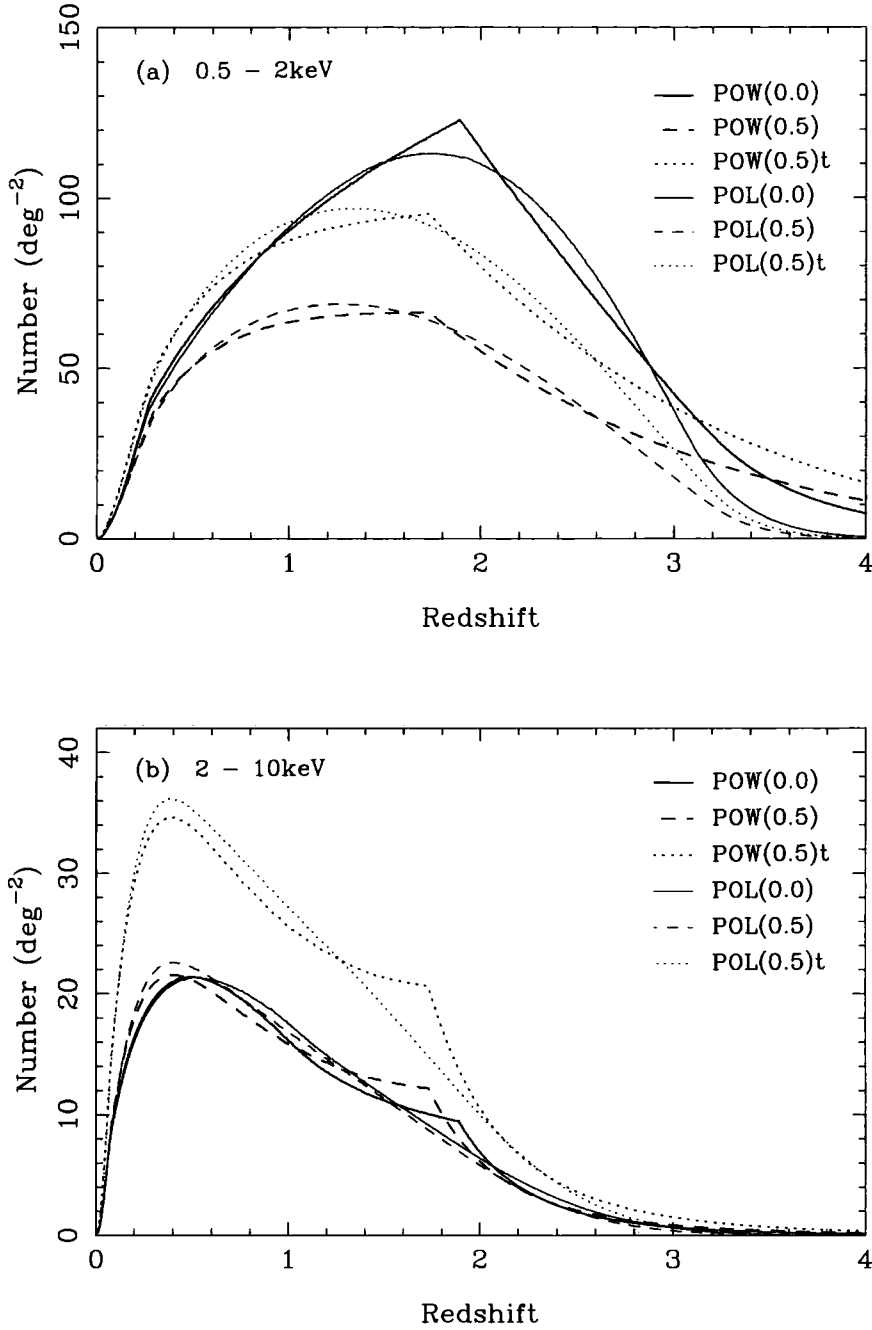 (a) 0.5 - 2keV
POW(0.0)
POW(0.5)
POW(0.5)t
POL(0.0)
POL(0.5)
POL(0.5)t
Number (deg⁻²)
150
100
50
0
0 1 2 3 4
Redshift
(b) 2 - 10keV
POW(0.0)
POW(0.5)
POW(0.5)t
POL(0.0)
POL(0.5)
POL(0.5)t
Number (deg⁻²)
40
30
20
10
0
0 1 2 3 4
Redshift